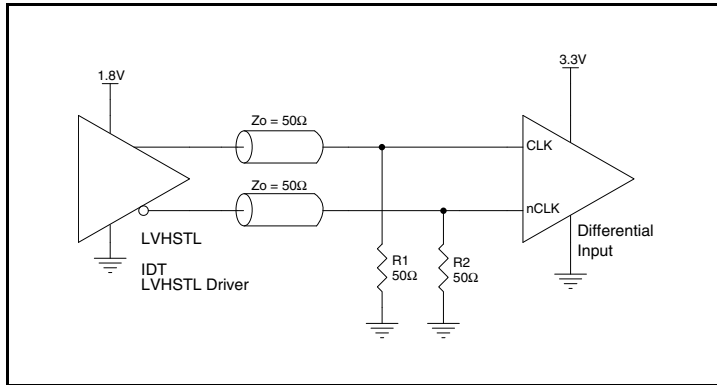 1.8V
3.3V
Zo = 50Ω
CLK
Zo = 50Ω
nCLK
LVHSTL
Differential
Input
IDT
LVHSTL Driver
R1
50Ω
R2
50Ω